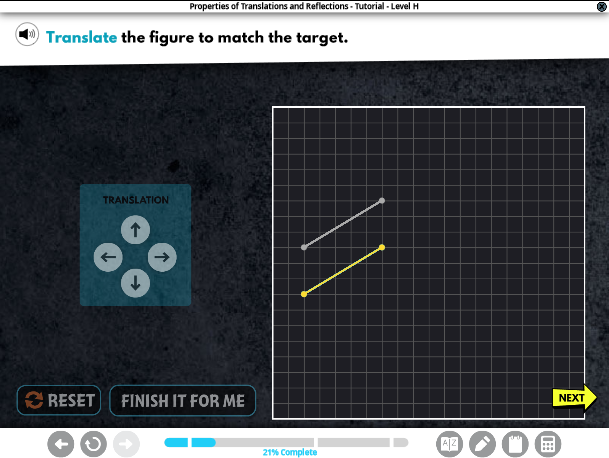 Properties of Translations and Reflections - Tutorial - Level H
Translate the figure to match the target.
TRANSLATION
RESET
FINISH IT FOR ME
NEXT
21% Complete
A Z